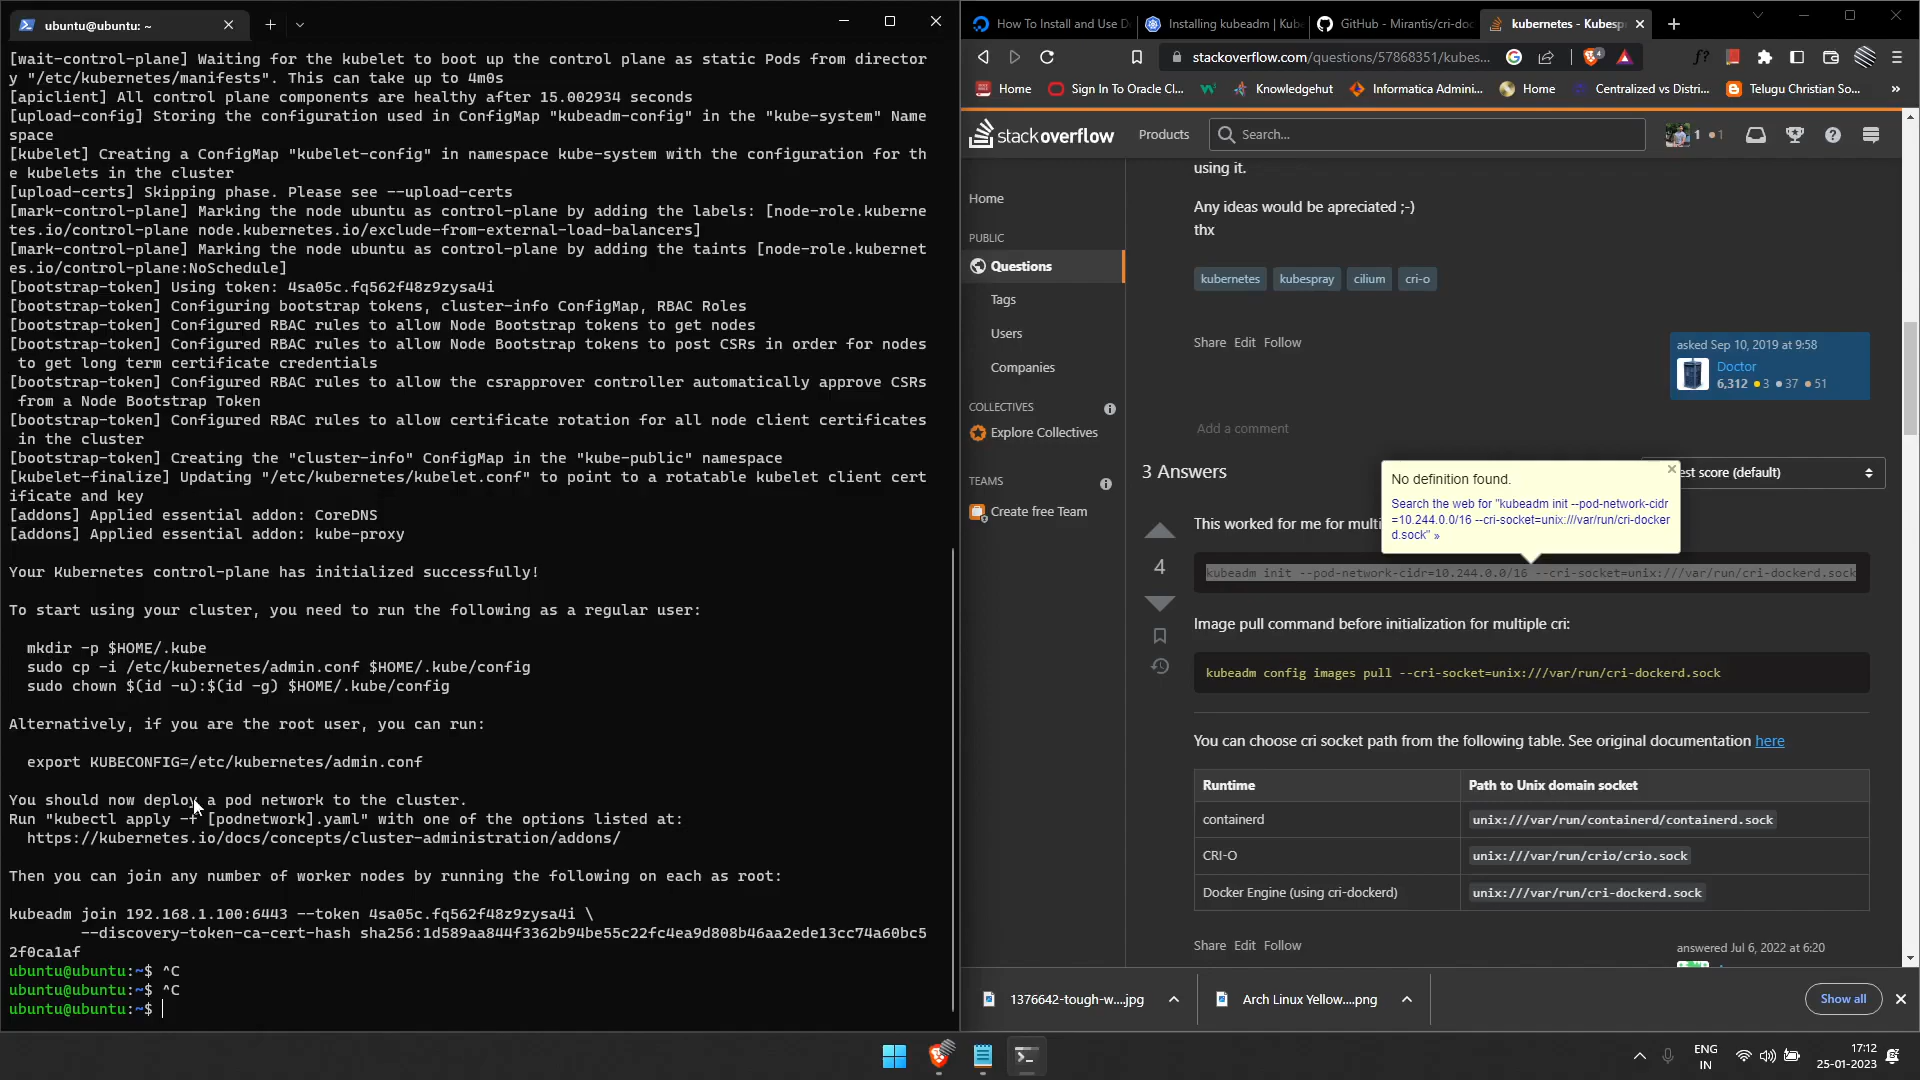 ubuntu@ubuntu: ~
[wait-control-plane] Waiting for the kubelet to boot up the control plane as static Pods from director
y "/etc/kubernetes/manifests". This can take up to 4m0s
[apiclient] All control plane components are healthy after 15.002934 seconds
[upload-config] Storing the configuration used in ConfigMap "kubeadm-config" in the "kube-system" Name
space
[kubelet] Creating a ConfigMap "kubelet-config" in namespace kube-system with the configuration for th
e kubelets in the cluster
[upload-certs] Skipping phase. Please see --upload-certs
[mark-control-plane] Marking the node ubuntu as control-plane by adding the labels: [node-role.kuberne
tes.io/control-plane node.kubernetes.io/exclude-from-external-load-balancers]
[mark-control-plane] Marking the node ubuntu as control-plane by adding the taints [node-role.kubernet
es.io/control-plane:NoSchedule]
[bootstrap-token] Using token: 4sa05c.fq562f48z9zysa4i
[bootstrap-token] Configuring bootstrap tokens, cluster-info ConfigMap, RBAC Roles
[bootstrap-token] Configured RBAC rules to allow Node Bootstrap tokens to get nodes
[bootstrap-token] Configured RBAC rules to allow Node Bootstrap tokens to post CSRs in order for nodes
 to get long term certificate credentials
[bootstrap-token] Configured RBAC rules to allow the csrapprover controller automatically approve CSRs
 from a Node Bootstrap Token
[bootstrap-token] Configured RBAC rules to allow certificate rotation for all node client certificates
 in the cluster
[bootstrap-token] Creating the "cluster-info" ConfigMap in the "kube-public" namespace
[kubelet-finalize] Updating "/etc/kubernetes/kubelet.conf" to point to a rotatable kubelet client cert
ificate and key
[addons] Applied essential addon: CoreDNS
[addons] Applied essential addon: kube-proxy
Your Kubernetes control-plane has initialized successfully!
To start using your cluster, you need to run the following as a regular user:
mkdir -p $HOME/.kube
sudo cp -i /etc/kubernetes/admin.conf $HOME/.kube/config
sudo chown $(id -u):$(id -g) $HOME/.kube/config
Alternatively, if you are the root user, you can run:
export KUBECONFIG=/etc/kubernetes/admin.conf
You should now deploy a pod network to the cluster.
Run "kubectl apply -f [podnetwork].yaml" with one of the options listed at:
https://kubernetes.io/docs/concepts/cluster-administration/addons/
Then you can join any number of worker nodes by running the following on each as root:
kubeadm join 192.168.1.100:6443 --token 4sa05c.fq562f48z9zysa4i \
--discovery-token-ca-cert-hash sha256:1d589aa844f3362b94be55c22fc4ea9d808b46aa2ede13cc74a60bc5
2f0ca1af
ubuntu@ubuntu:~$ ^C
ubuntu@ubuntu:~$ ^C
ubuntu@ubuntu:~$
How To Install and Use D
Installing kubeadm | Kube
GitHub - Mirantis/cri-doc
kubernetes - Kubesp
stackoverflow.com/questions/57868351/kubes...
4
f?
Home
Sign In To Oracle Cl...
Knowledgehut
Informatica Admini...
Home
Centralized vs Distri...
Telugu Christian So...
»
stackoverflow
Products
Search...
1 • 1
Home
PUBLIC
Questions
Tags
Users
Companies
COLLECTIVES
Explore Collectives
TEAMS
Create free Team
using it.
Any ideas would be apreciated ;-)
thx
kubernetes
kubespray
cilium
cri-o
Share Edit Follow
asked Sep 10, 2019 at 9:58
Doctor
6,312 • 3 • 37 • 51
Add a comment
3 Answers
est score (default)
No definition found.
Search the web for "kubeadm init --pod-network-cidr
=10.244.0.0/16 --cri-socket=unix:///var/run/cri-docker
d.sock" »
4
This worked for me for multi
kubeadm init --pod-network-cidr=10.244.0.0/16 --cri-socket=unix:///var/run/cri-dockerd.sock
Image pull command before initialization for multiple cri:
kubeadm config images pull --cri-socket=unix:///var/run/cri-dockerd.sock
You can choose cri socket path from the following table. See original documentation here
Runtime Path to Unix domain socket
containerd unix:///var/run/containerd/containerd.sock
CRI-O unix:///var/run/crio/crio.sock
Docker Engine (using cri-dockerd) unix:///var/run/cri-dockerd.sock
Share Edit Follow
answered Jul 6, 2022 at 6:20
1376642-tough-w....jpg
Arch Linux Yellow....png
Show all
ENG
IN
17:12
25-01-2023